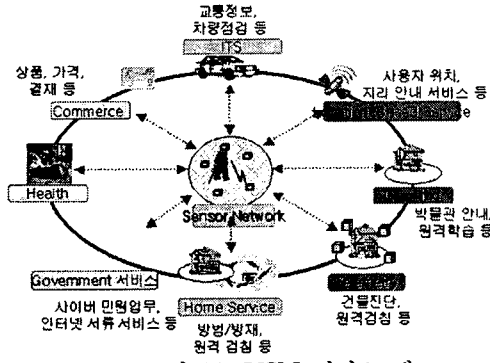 교통정보,
차량점검 등
ITS
상품, 가격,
결재 등
Commerce
사용자 위치,
지리 안내 서비스 등
Health
Sensor Network
박물관 안내,
원격학습 등
Government 서비스
사이버 민원업무,
인터넷 서류 서비스 등
Home Service
방범/방재,
원격 검침 등
건물진단,
원격검침 등